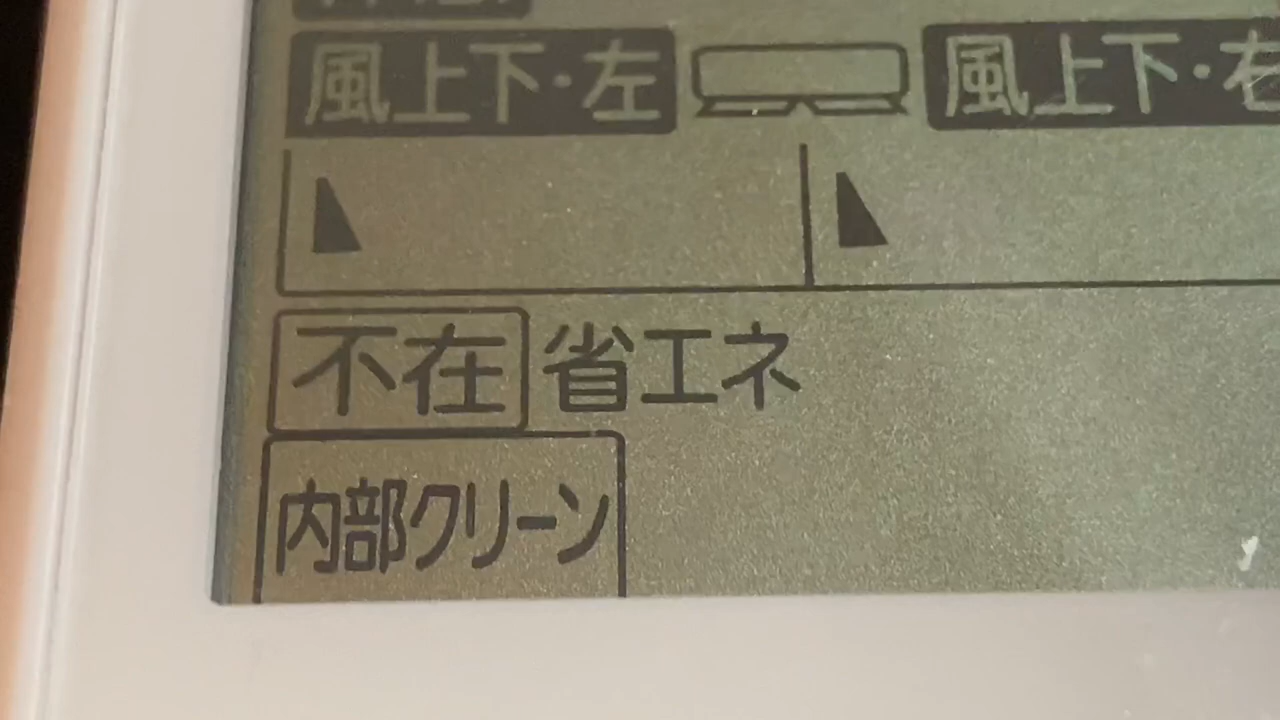 風上下・左 風上下・右
不在 省エネ
内部クリーン